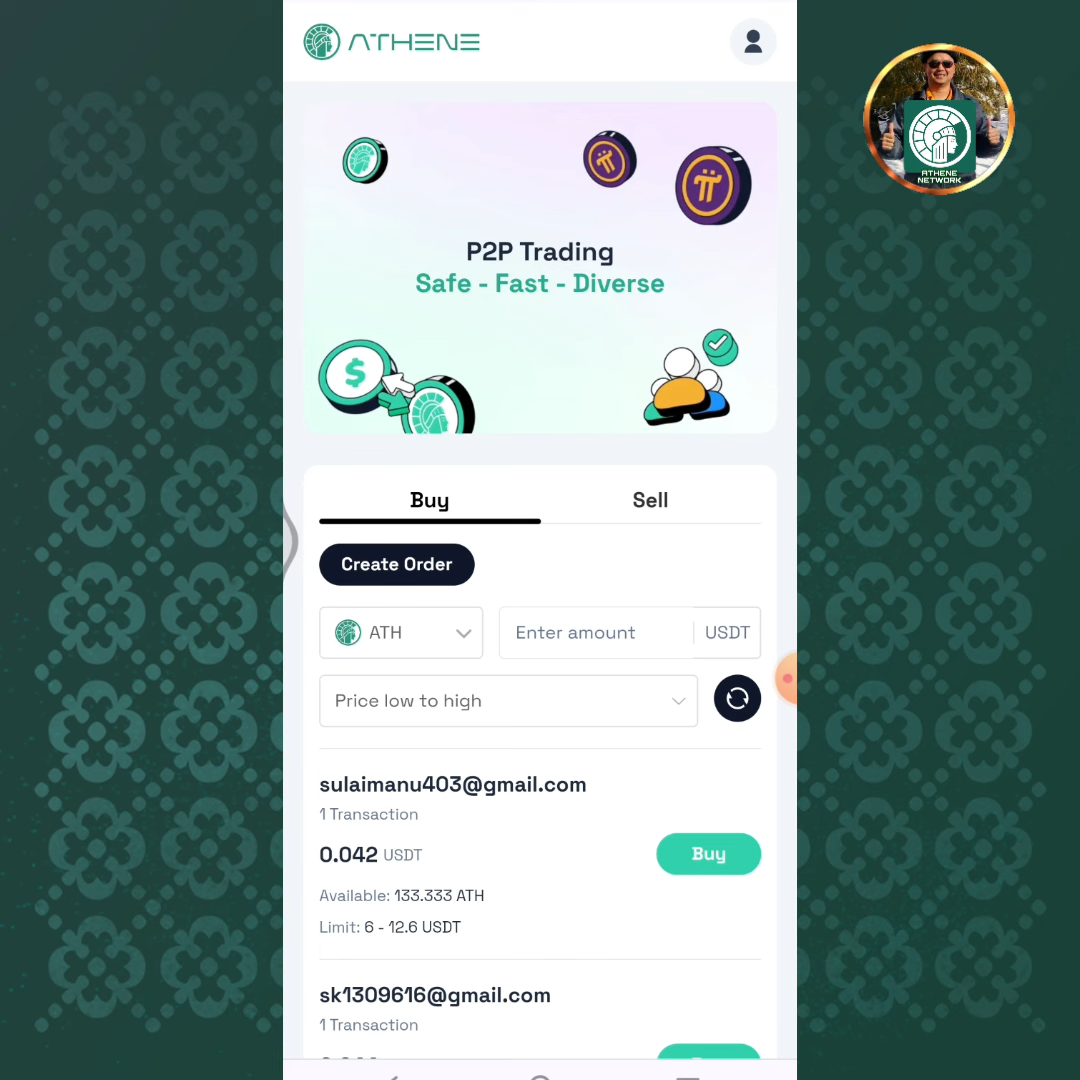 ATHENE
ATHENE
NETWORK
P2P Trading
Safe - Fast - Diverse
Buy
Sell
Create Order
ATH
Enter amount
USDT
Price low to high
sulaimanu403@gmail.com
1 Transaction
0.042 USDT
Buy
Available: 133.333 ATH
Limit: 6 - 12.6 USDT
sk1309616@gmail.com
1 Transaction